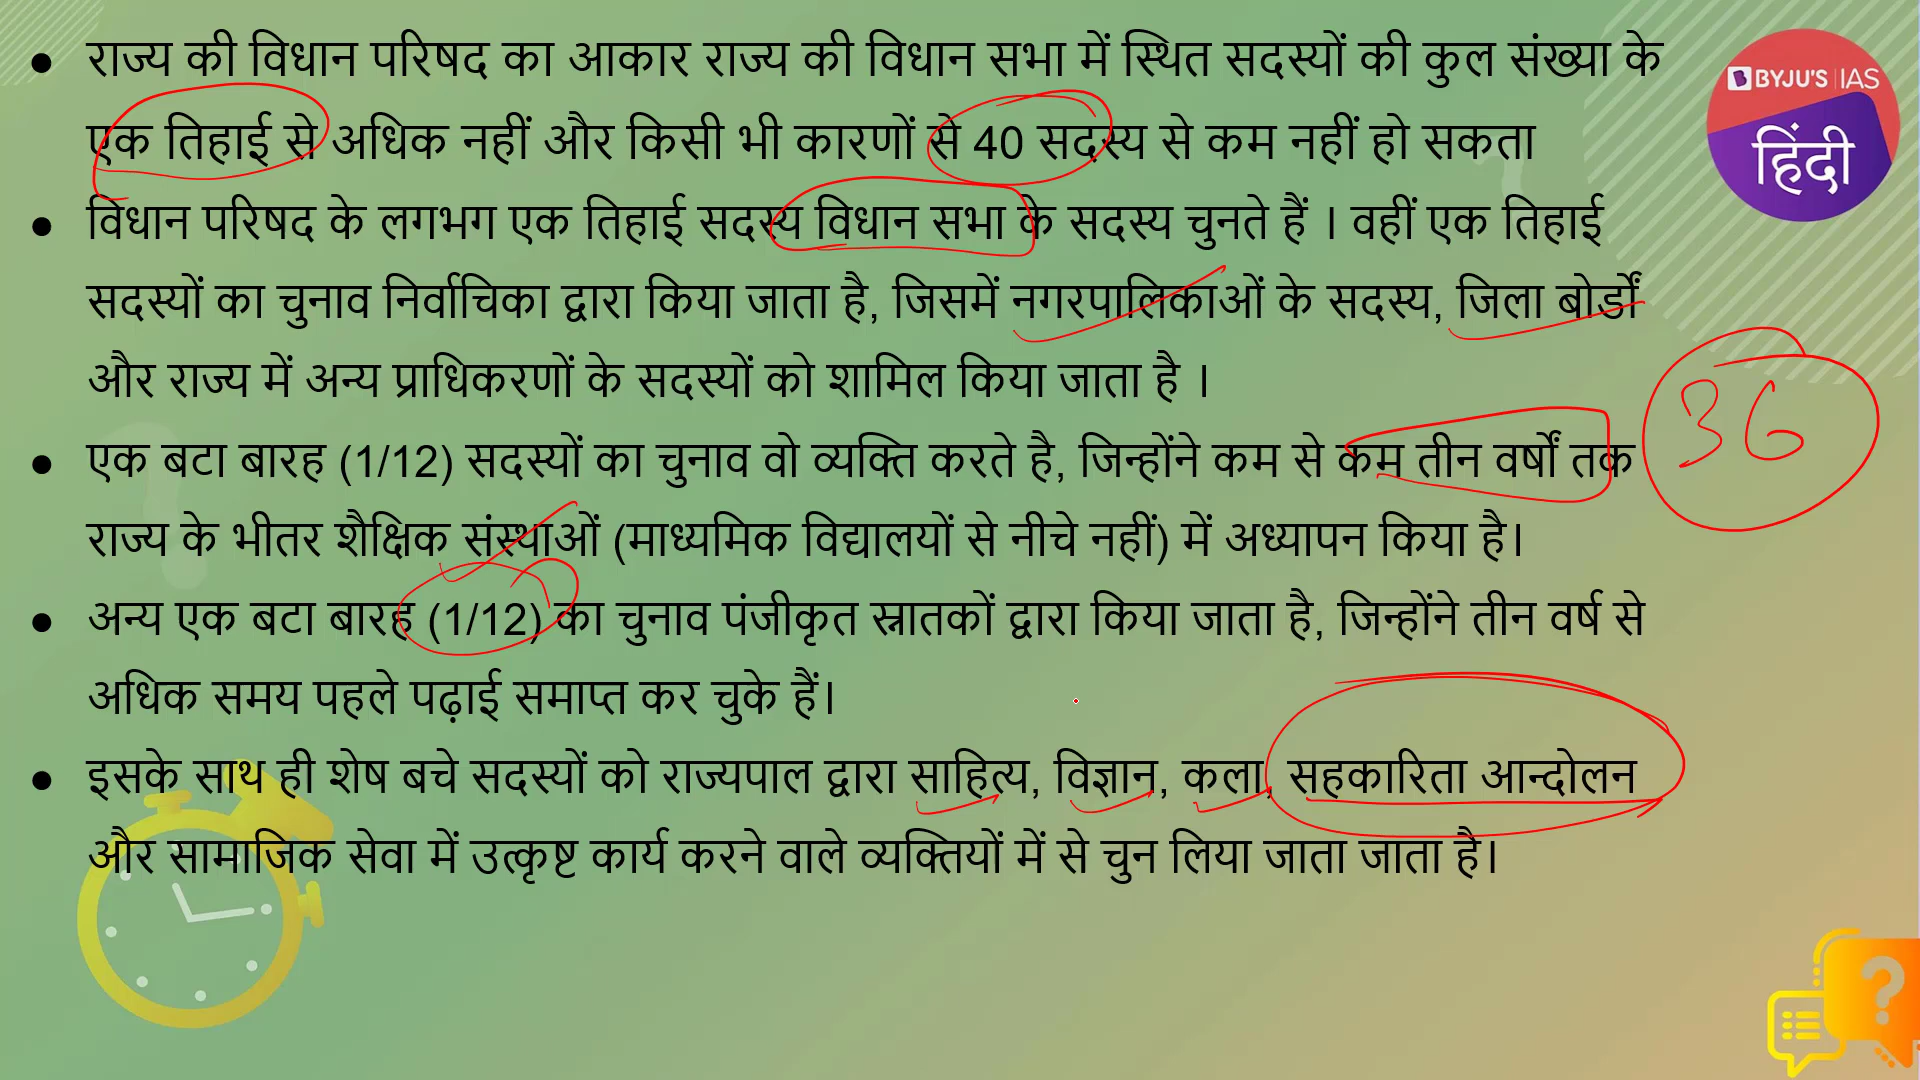 ● राज्य की विधान परिषद का आकार राज्य की विधान सभा में स्थित सदस्यों की कुल संख्या के
एक तिहाई से अधिक नहीं और किसी भी कारणों से 40 सदस्य से कम नहीं हो सकता
● विधान परिषद के लगभग एक तिहाई सदस्य विधान सभा के सदस्य चुनते हैं । वहीं एक तिहाई
सदस्यों का चुनाव निर्वाचिका द्वारा किया जाता है, जिसमें नगरपालिकाओं के सदस्य, जिला बोर्डों
और राज्य में अन्य प्राधिकरणों के सदस्यों को शामिल किया जाता है ।
● एक बटा बारह (1/12) सदस्यों का चुनाव वो व्यक्ति करते है, जिन्होंने कम से कम तीन वर्षों तक
राज्य के भीतर शैक्षिक संस्थाओं (माध्यमिक विद्यालयों से नीचे नहीं) में अध्यापन किया है।
● अन्य एक बटा बारह (1/12) का चुनाव पंजीकृत स्नातकों द्वारा किया जाता है, जिन्होंने तीन वर्ष से
अधिक समय पहले पढ़ाई समाप्त कर चुके हैं।
● इसके साथ ही शेष बचे सदस्यों को राज्यपाल द्वारा साहित्य, विज्ञान, कला, सहकारिता आन्दोलन
और सामाजिक सेवा में उत्कृष्ट कार्य करने वाले व्यक्तियों में से चुन लिया जाता जाता है।
BYJU'S | IAS
हिंदी
36
?